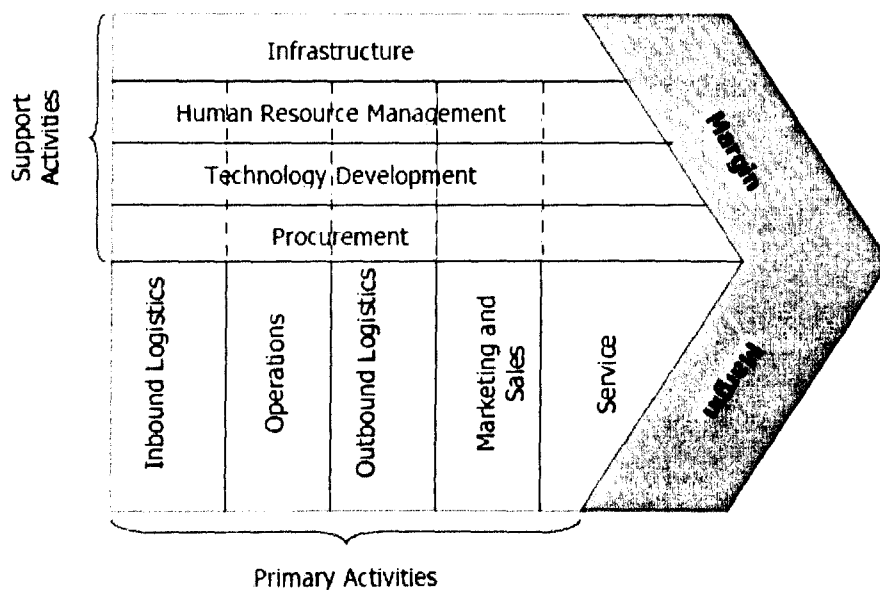 Support
Activities
Infrastructure
Human Resource Management
Technology Development
Procurement
Inbound Logistics
Operations
Outbound Logistics
Marketing and
Sales
Service
Margin
Margin
Primary Activities